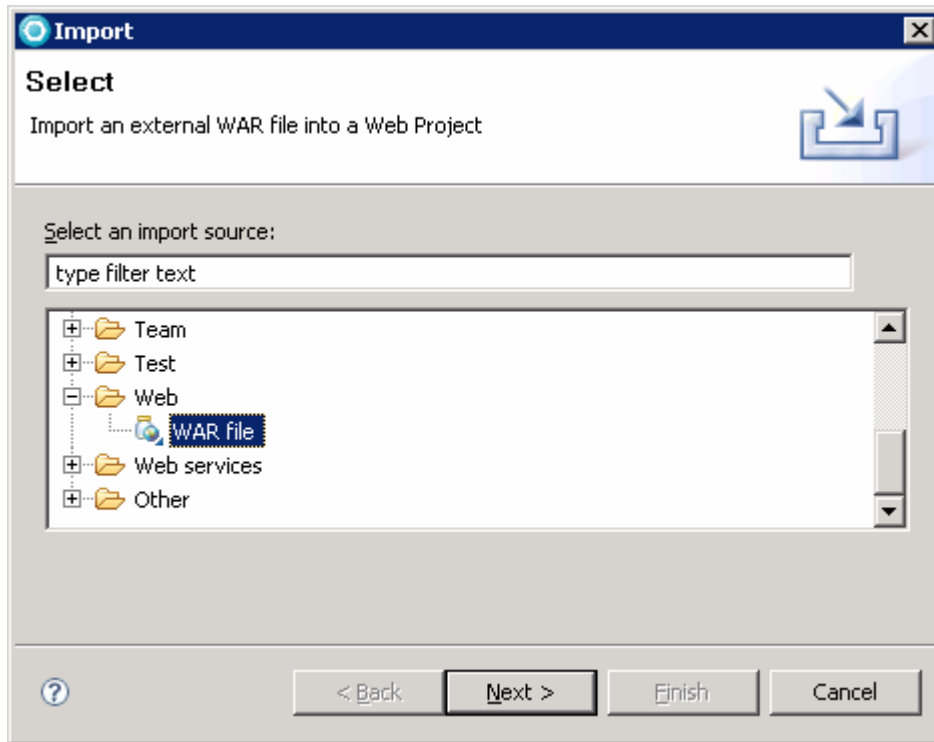 Import
Select
Import an external WAR file into a Web Project
Select an import source:
type filter text
Team
Test
Web
WAR file
Web services
Other
? < Back Next > Finish Cancel